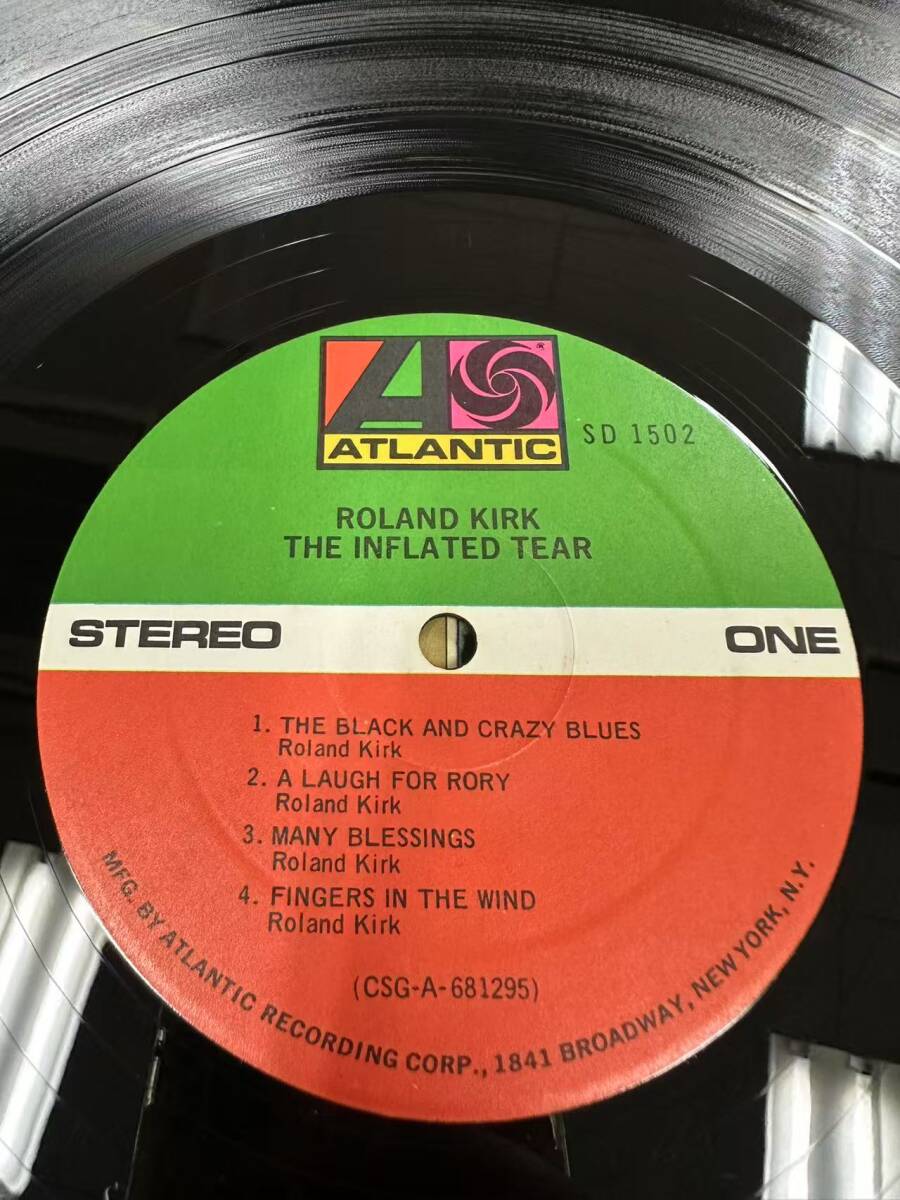 ATLANTIC
SD 1502
ROLAND KIRK
THE INFLATED TEAR
STEREO
ONE
1. THE BLACK AND CRAZY BLUES
Roland Kirk
2. A LAUGH FOR RORY
Roland Kirk
3. MANY BLESSINGS
Roland Kirk
4. FINGERS IN THE WIND
Roland Kirk
(CSG-A-681295)
MFG. BY ATLANTIC RECORDING CORP., 1841 BROADWAY, NEW YORK, N.Y.